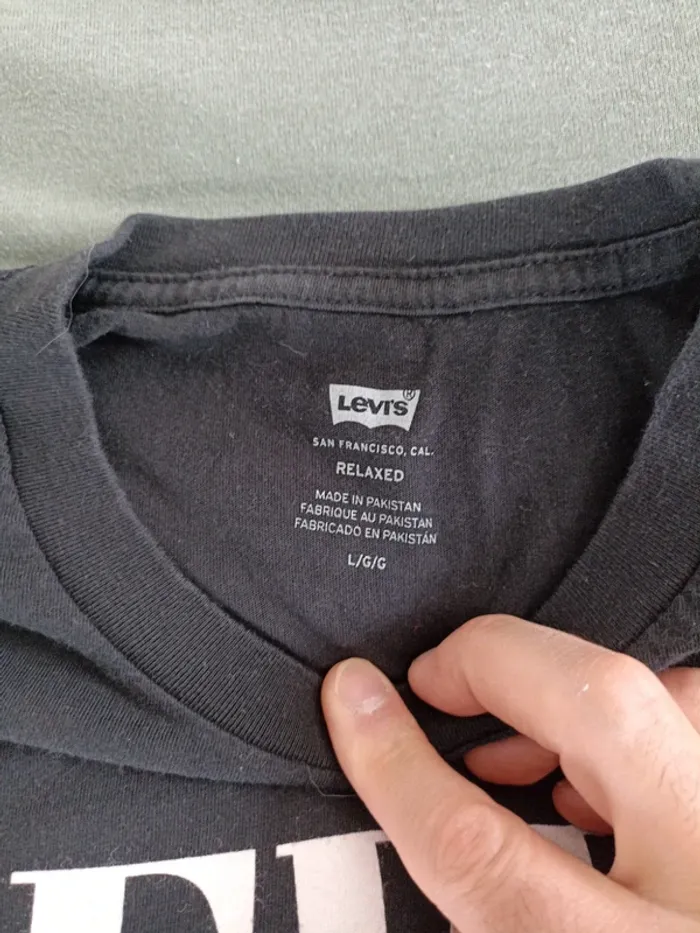 Levi's®
SAN FRANCISCO, CAL.
RELAXED
MADE IN PAKISTAN
FABRIQUE AU PAKISTAN
FABRICADO EN PAKISTÁN
L/G/G